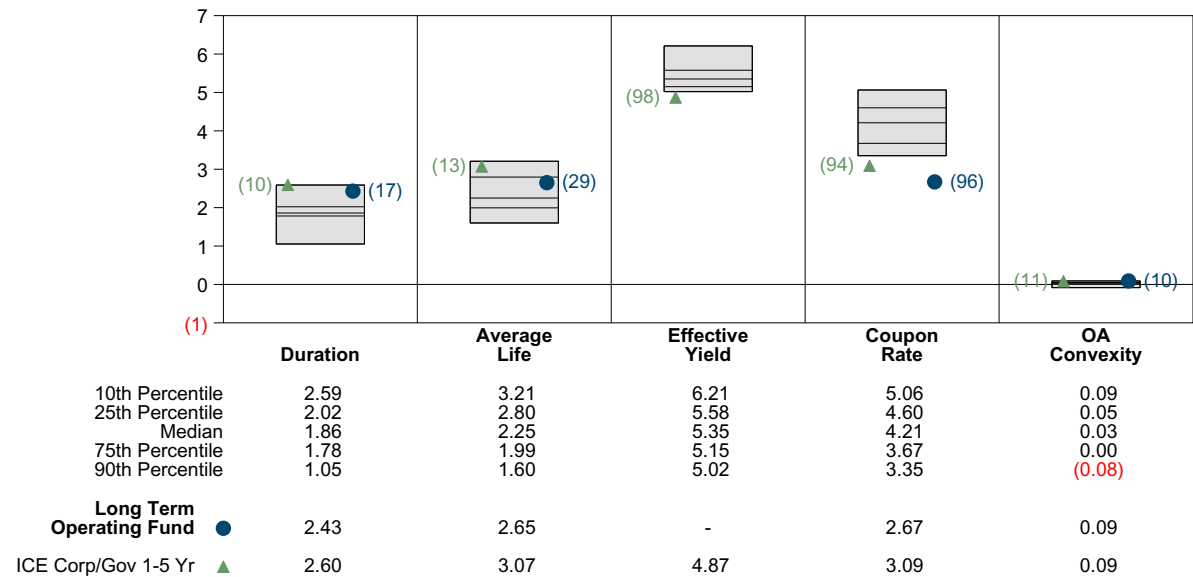 7
6
5
4
3
2
1
0
(1)
(10)
(17)
(13)
(29)
(98)
(94)
(96)
(11)
(10)
Duration
Average
Life
Effective
Yield
Coupon
Rate
OA
Convexity
10th Percentile 2.59 3.21 6.21 5.06 0.09
25th Percentile 2.02 2.80 5.58 4.60 0.05
Median 1.86 2.25 5.35 4.21 0.03
75th Percentile 1.78 1.99 5.15 3.67 0.00
90th Percentile 1.05 1.60 5.02 3.35 (0.08)
Long Term
Operating Fund 2.43 2.65 - 2.67 0.09
ICE Corp/Gov 1-5 Yr 2.60 3.07 4.87 3.09 0.09